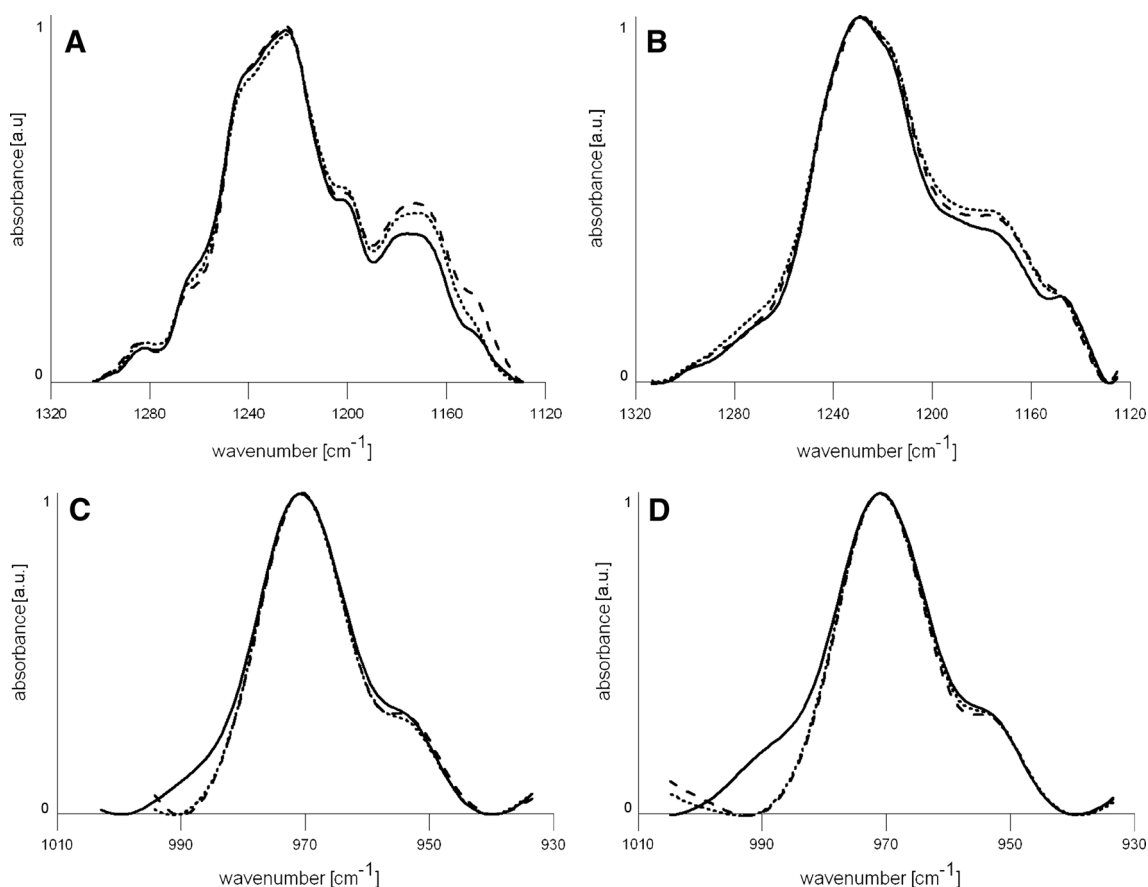 A
1
absorbance [a.u]
0
1320 1280 1240 1200 1160 1120
wavenumber [cm-1]
B
1
absorbance [a.u.]
0
1320 1280 1240 1200 1160 1120
wavenumber [cm-1]
C
1
absorbance [a.u.]
0
1010 990 970 950 930
wavenumber [cm-1]
D
1
absorbance [a.u.]
0
1010 990 970 950 930
wavenumber [cm-1]